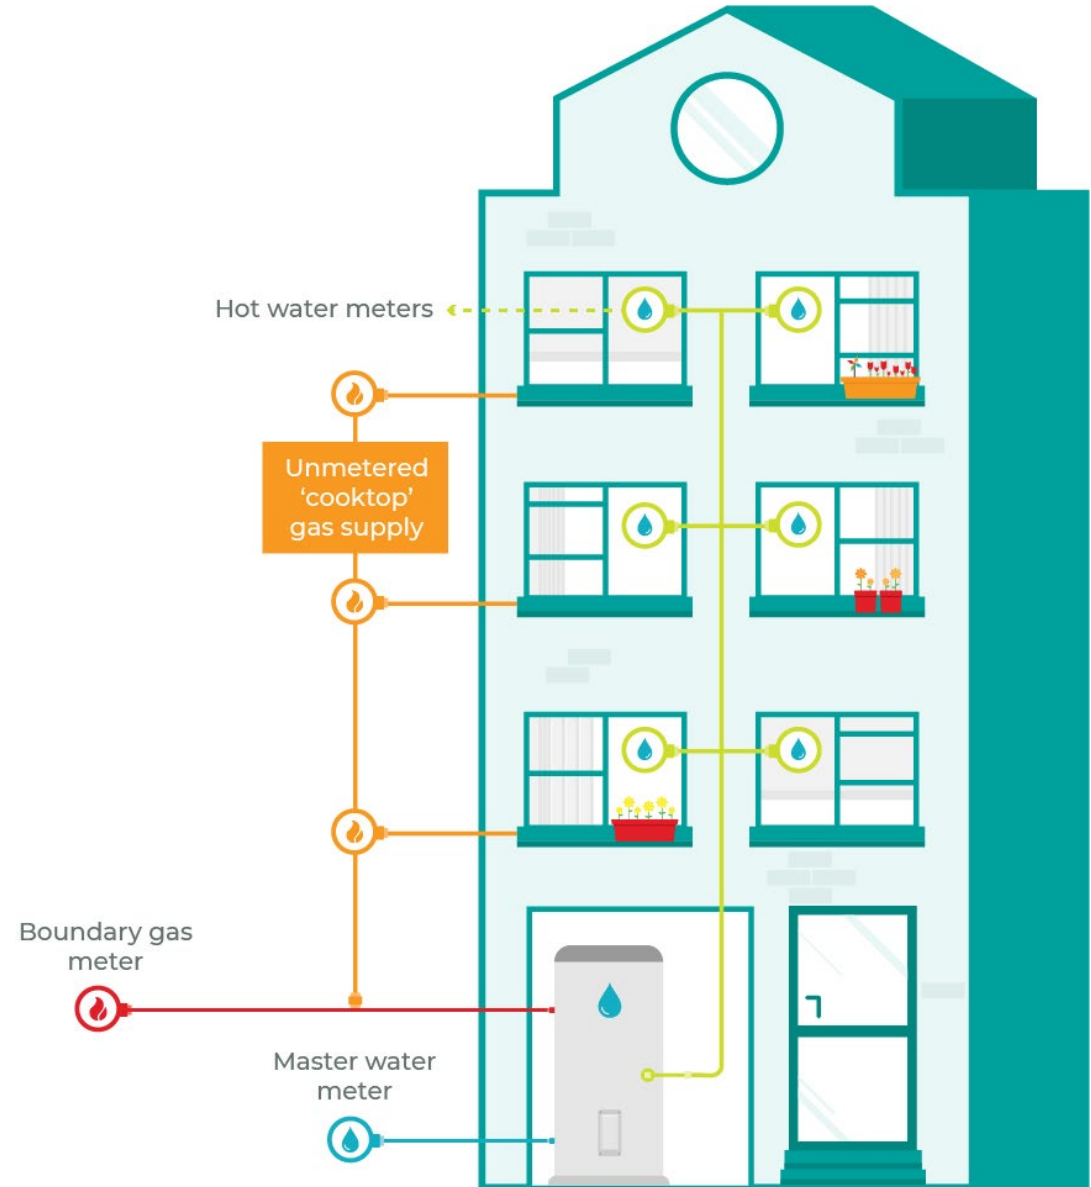 Hot water meters
Unmetered
‘cooktop’
gas supply
Boundary gas
meter
Master water
meter